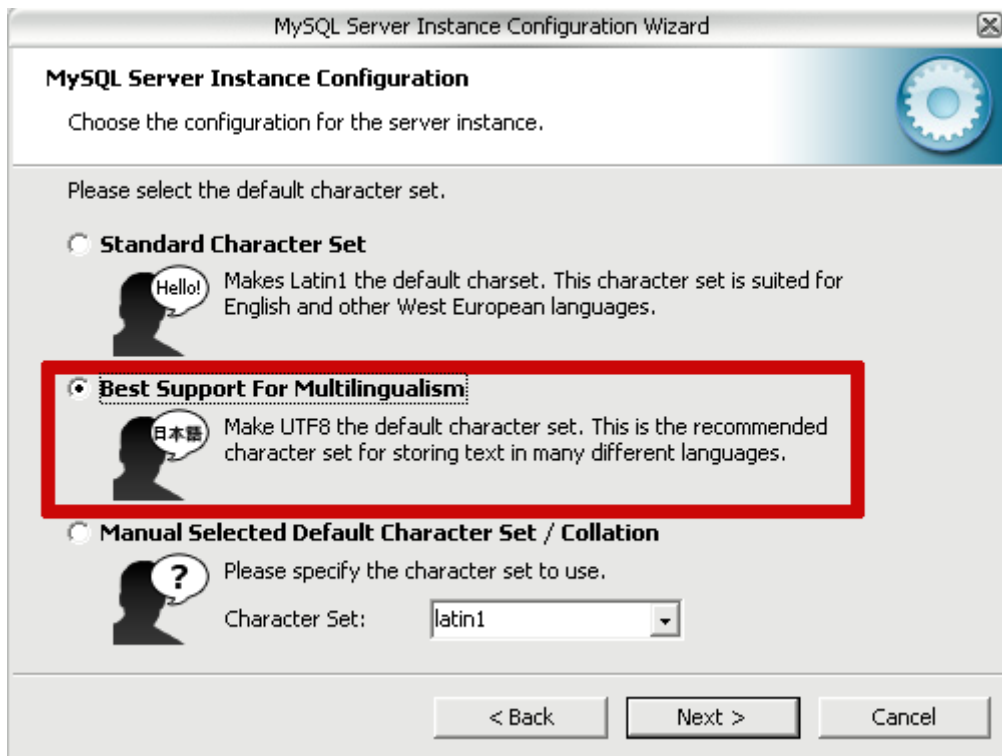 MySQL Server Instance Configuration Wizard
MySQL Server Instance Configuration
Choose the configuration for the server instance.
Please select the default character set.
Standard Character Set
Hello!
Makes Latin1 the default charset. This character set is suited for
English and other West European languages.
Best Support For Multilingualism
日本語
Make UTF8 the default character set. This is the recommended
character set for storing text in many different languages.
Manual Selected Default Character Set / Collation
?
Please specify the character set to use.
Character Set: latin1
< Back Next > Cancel